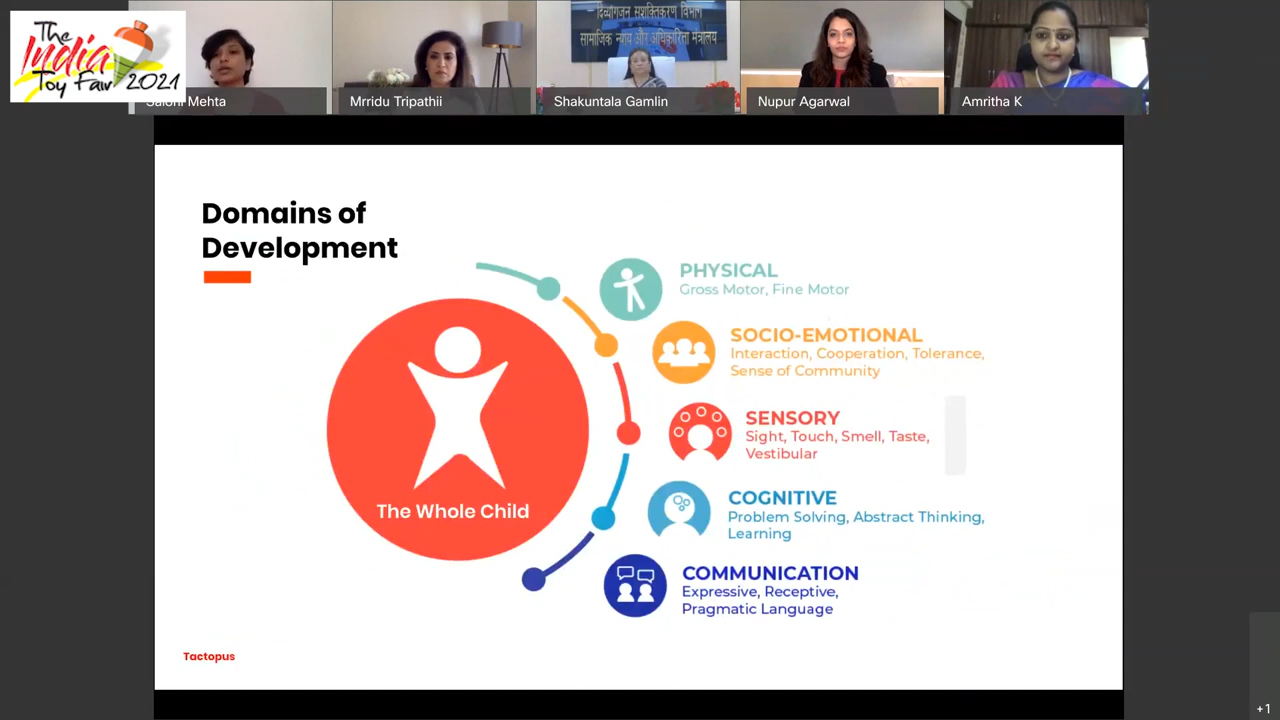 The
India
Toy Fair 2021
दिव्यांगजन सशक्तिकरण विभाग
सामाजिक न्याय और अधिकारिता मंत्रालय
Saloni Mehta
Mrridu Tripathii
Shakuntala Gamlin
Nupur Agarwal
Amritha K
Domains of
Development
PHYSICAL
Gross Motor, Fine Motor
SOCIO-EMOTIONAL
Interaction, Cooperation, Tolerance,
Sense of Community
SENSORY
Sight, Touch, Smell, Taste,
Vestibular
The Whole Child
COGNITIVE
Problem Solving, Abstract Thinking,
Learning
COMMUNICATION
Expressive, Receptive,
Pragmatic Language
Tactopus
+1